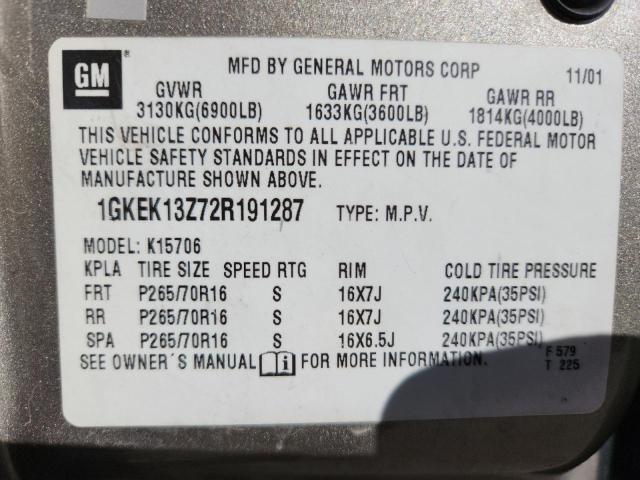 GM
MFD BY GENERAL MOTORS CORP 11/01
GVWR GAWR FRT GAWR RR
3130KG(6900LB) 1633KG(3600LB) 1814KG(4000LB)
THIS VEHICLE CONFORMS TO ALL APPLICABLE U.S. FEDERAL MOTOR
VEHICLE SAFETY STANDARDS IN EFFECT ON THE DATE OF
MANUFACTURE SHOWN ABOVE.
1GKEK13Z72R191287 TYPE: M.P.V.
MODEL: K15706
KPLA TIRE SIZE SPEED RTG RIM COLD TIRE PRESSURE
FRT P265/70R16 S 16X7J 240KPA(35PSI)
RR P265/70R16 S 16X7J 240KPA(35PSI)
SPA P265/70R16 S 16X6.5J 240KPA(35PSI)
SEE OWNER´S MANUAL i FOR MORE INFORMATION.
F 579
T 225